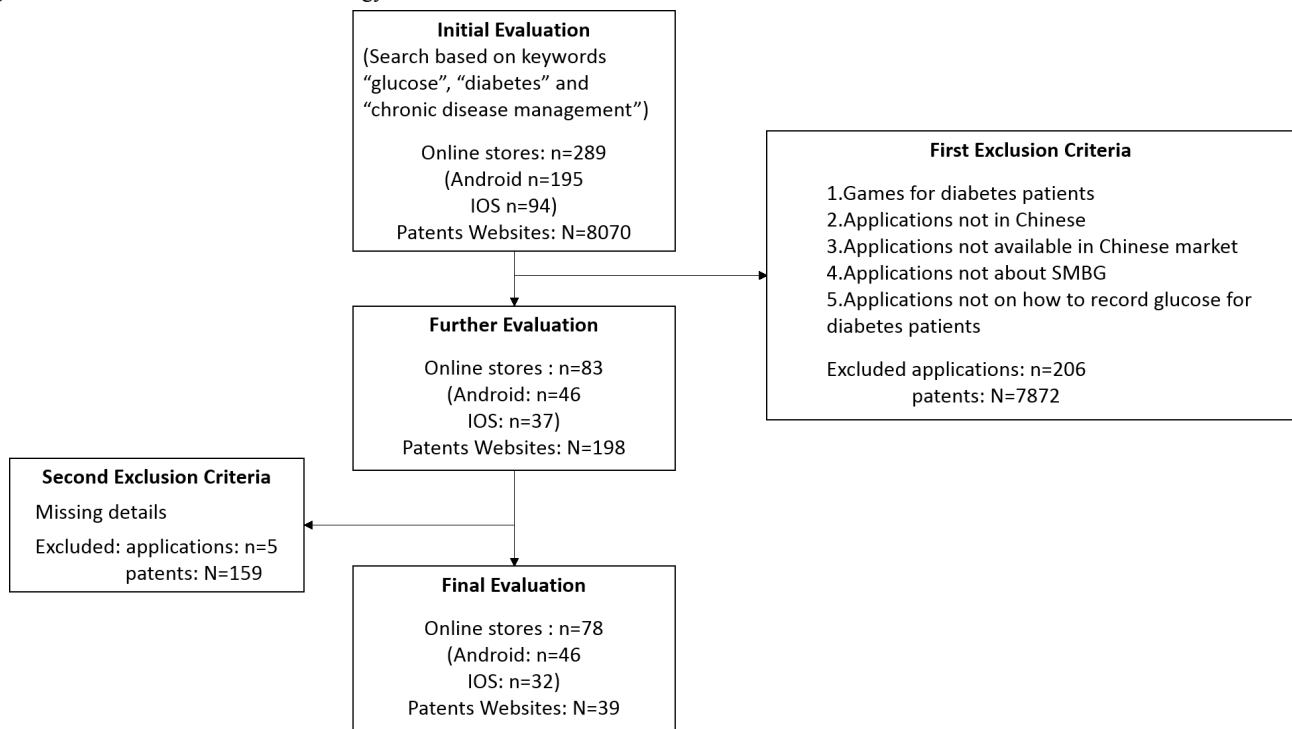 Initial Evaluation
(Search based on keywords
“glucose”, “diabetes” and
“chronic disease management”)
Online stores: n=289
(Android n=195
IOS n=94)
Patents Websites: N=8070
First Exclusion Criteria
1.Games for diabetes patients
2.Applications not in Chinese
3.Applications not available in Chinese market
4.Applications not about SMBG
5.Applications not on how to record glucose for
diabetes patients
Excluded applications: n=206
patents: N=7872
Further Evaluation
Online stores : n=83
(Android: n=46
IOS: n=37)
Patents Websites: N=198
Second Exclusion Criteria
Missing details
Excluded: applications: n=5
patents: N=159
Final Evaluation
Online stores : n=78
(Android: n=46
IOS: n=32)
Patents Websites: N=39